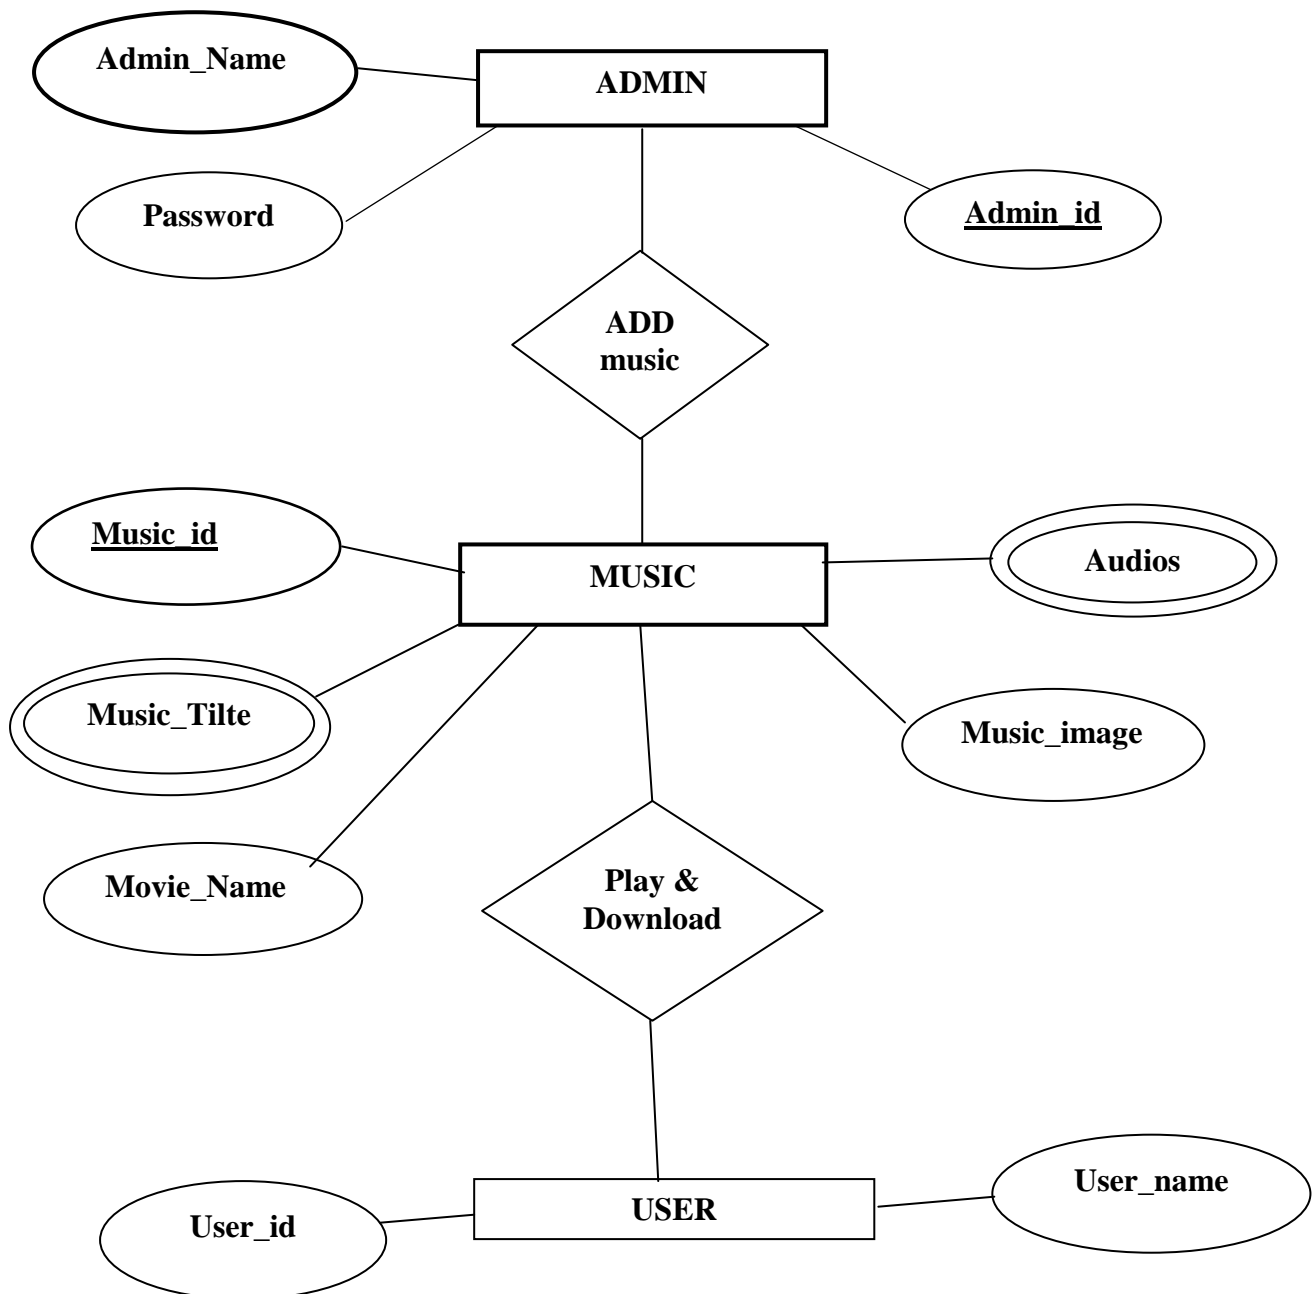 Admin_Name
ADMIN
Password
Admin_id
ADD
music
Music_id
MUSIC
Audios
Music_Tilte
Music_image
Movie_Name
Play &
Download
User_id
USER
User_name